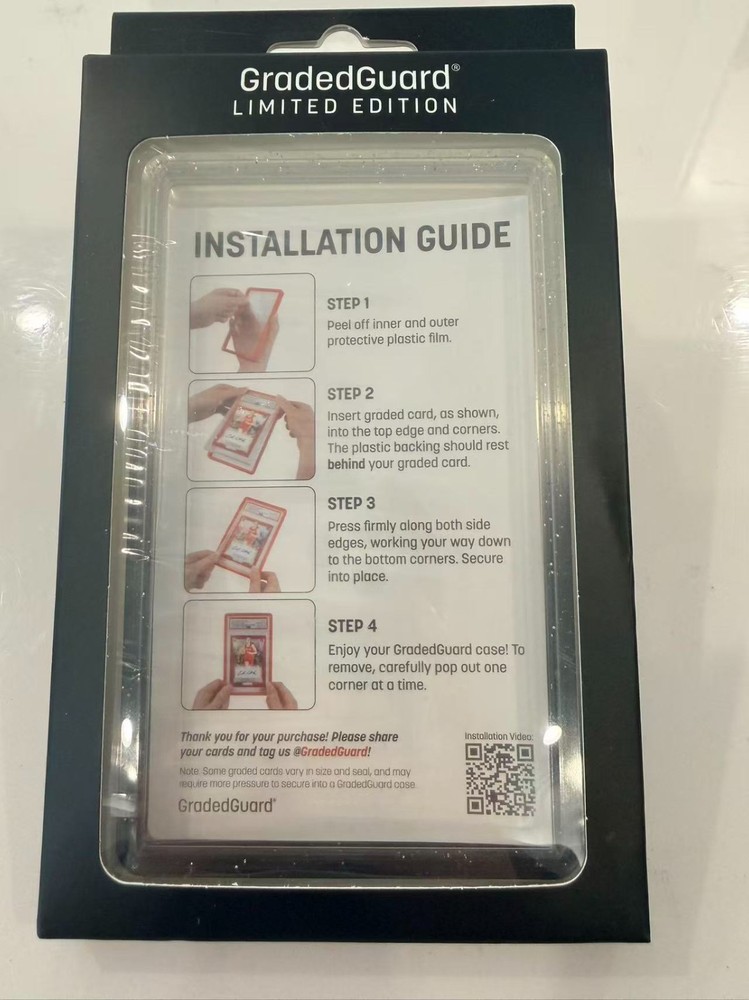 GradedGuard®
LIMITED EDITION
INSTALLATION GUIDE
STEP 1
Peel off inner and outer
protective plastic film.
STEP 2
Insert graded card, as shown,
into the top edge and corners.
The plastic backing should rest
behind your graded card.
STEP 3
Press firmly along both side
edges, working your way down
to the bottom corners. Secure
into place.
STEP 4
Enjoy your GradedGuard case! To
remove, carefully pop out one
corner at a time.
Thank you for your purchase! Please share
your cards and tag us @GradedGuard!
Note: Some graded cards vary in size and seal, and may
require more pressure to secure into a GradedGuard case.
GradedGuard®
Installation Video: